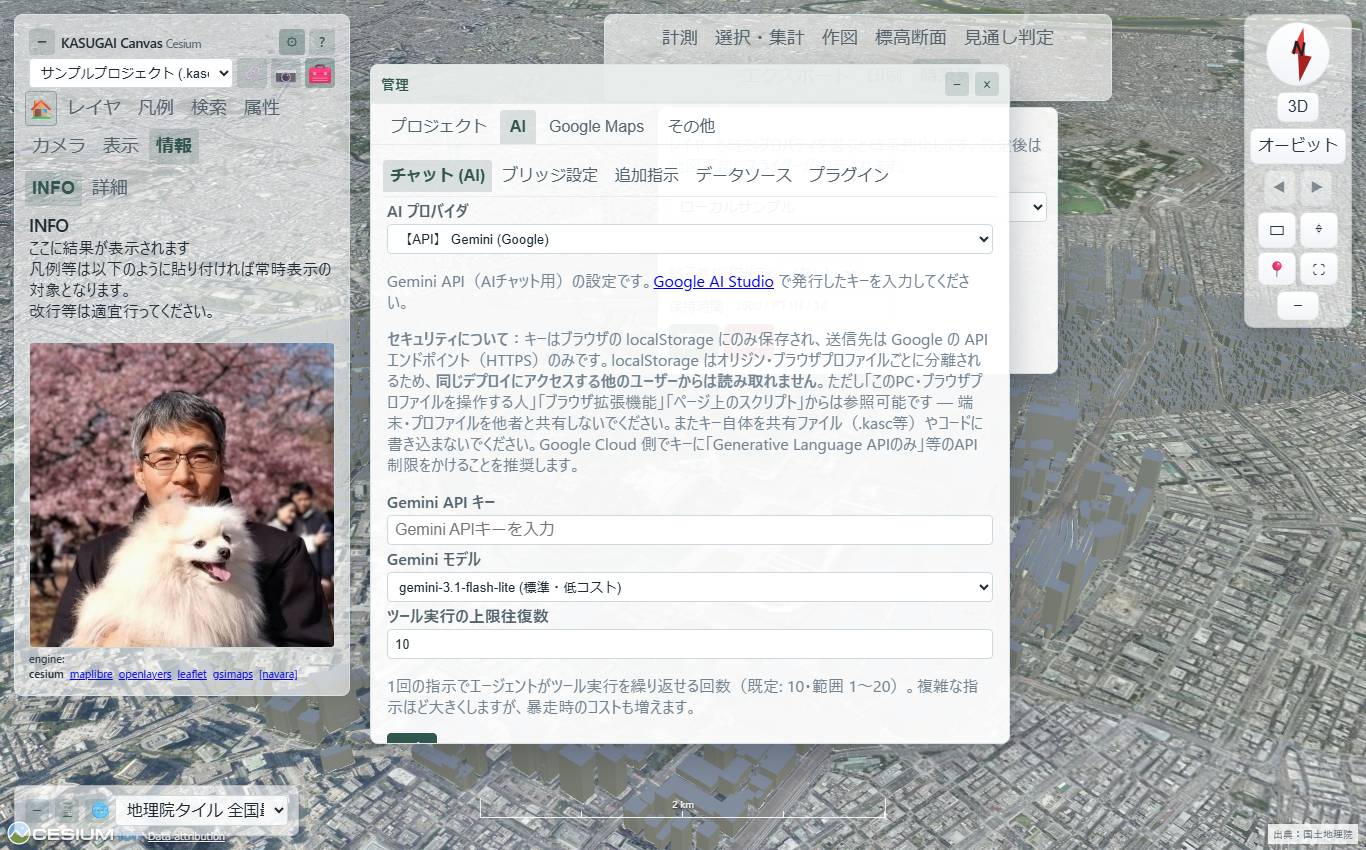 KASUGAI Canvas Cesium
?
サンプルプロジェクト (.kasc
レイヤ 凡例 検索 属性
カメラ 表示 情報
INFO 詳細
INFO
ここに結果が表示されます
凡例等は以下のように貼り付ければ常時表示の
対象となります。
改行等は適宜行ってください。
engine:
cesium maplibre openlayers leaflet gsimaps [navara]
計測 選択・集計 作図 標高断面 見通し判定
管理
プロジェクト AI Google Maps その他
チャット (AI) ブリッジ設定 追加指示 データソース プラグイン
AI プロバイダ
【API】 Gemini (Google)
Gemini API（AIチャット用）の設定です。Google AI Studio で発行したキーを入力してくださ
い。
セキュリティについて：キーはブラウザの localStorage にのみ保存され、送信先は Google の API
エンドポイント（HTTPS）のみです。localStorage はオリジン・ブラウザプロファイルごとに分離され
るため、同じデプロイにアクセスする他のユーザーからは読み取れません。ただし「このPC・ブラウザプ
ロファイルを操作する人」「ブラウザ拡張機能」「ページ上のスクリプト」からは参照可能です — 端
末・プロファイルを他者と共有しないでください。またキー自体を共有ファイル（.kasc等）やコードに
書き込まないでください。Google Cloud 側でキーに「Generative Language APIのみ」等のAPI
制限をかけることを推奨します。
Gemini API キー
Gemini APIキーを入力
Gemini モデル
gemini-3.1-flash-lite (標準・低コスト)
ツール実行の上限往復数
10
1回の指示でエージェントがツール実行を繰り返せる回数（既定: 10・範囲 1～20）。複雑な指
示ほど大きくしますが、暴走時のコストも増えます。
ローカルサンプル
後は
N
3D
オービット
地理院タイル 全国最
CESIUM Data attribution
2 km
出典：国土地理院